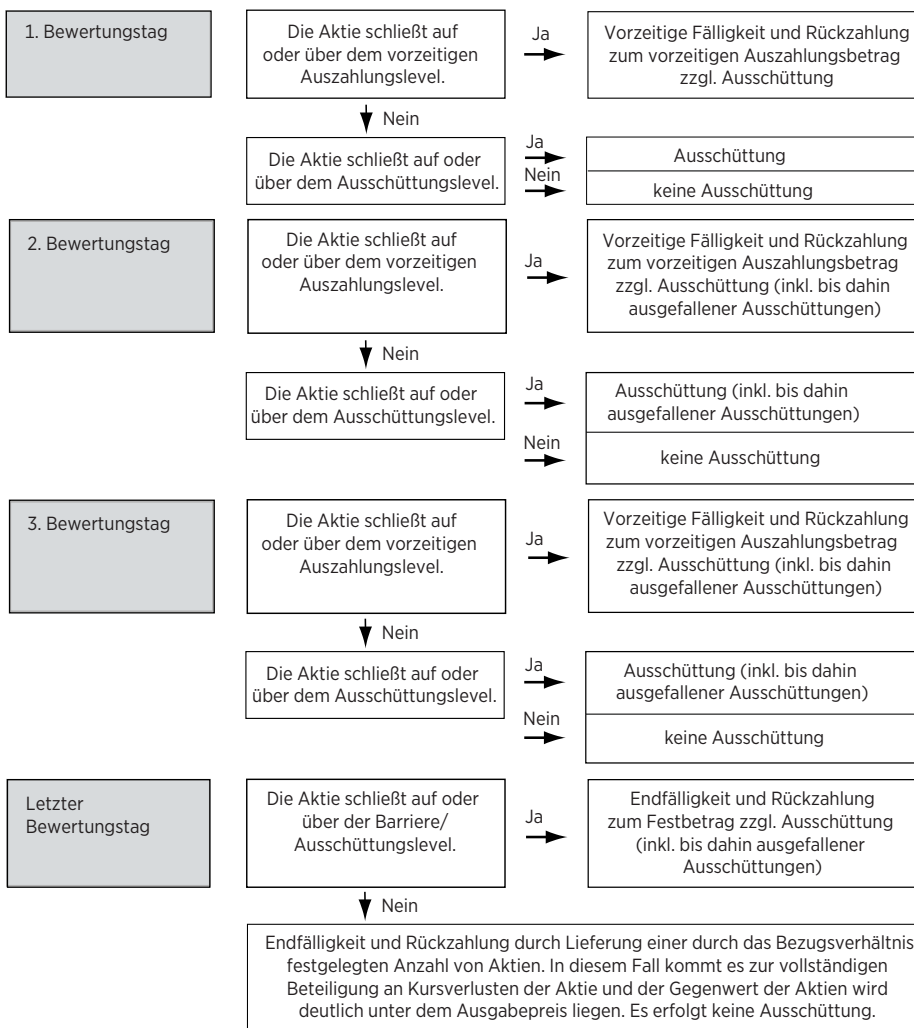 1. Bewertungstag
Die Aktie schließt auf
oder über dem vorzeitigen
Auszahlungslevel.
Ja
Vorzeitige Fälligkeit und Rückzahlung
zum vorzeitigen Auszahlungsbetrag
zzgl. Ausschüttung
Nein
Die Aktie schließt auf oder
über dem Ausschüttungslevel.
Ja
Ausschüttung
Nein
keine Ausschüttung
2. Bewertungstag
Die Aktie schließt auf
oder über dem vorzeitigen
Auszahlungslevel.
Ja
Vorzeitige Fälligkeit und Rückzahlung
zum vorzeitigen Auszahlungsbetrag
zzgl. Ausschüttung (inkl. bis dahin
ausgefallener Ausschüttungen)
Nein
Die Aktie schließt auf oder
über dem Ausschüttungslevel.
Ja
Ausschüttung (inkl. bis dahin
ausgefallener Ausschüttungen)
Nein
keine Ausschüttung
3. Bewertungstag
Die Aktie schließt auf
oder über dem vorzeitigen
Auszahlungslevel.
Ja
Vorzeitige Fälligkeit und Rückzahlung
zum vorzeitigen Auszahlungsbetrag
zzgl. Ausschüttung (inkl. bis dahin
ausgefallener Ausschüttungen)
Nein
Die Aktie schließt auf oder
über dem Ausschüttungslevel.
Ja
Ausschüttung (inkl. bis dahin
ausgefallener Ausschüttungen)
Nein
keine Ausschüttung
Letzter
Bewertungstag
Die Aktie schließt auf oder
über der Barriere/
Ausschüttungslevel.
Ja
Endfälligkeit und Rückzahlung
zum Festbetrag zzgl. Ausschüttung
(inkl. bis dahin ausgefallener
Ausschüttungen)
Nein
Endfälligkeit und Rückzahlung durch Lieferung einer durch das Bezugsverhältnis
festgelegten Anzahl von Aktien. In diesem Fall kommt es zur vollständigen
Beteiligung an Kursverlusten der Aktie und der Gegenwert der Aktien wird
deutlich unter dem Ausgabepreis liegen. Es erfolgt keine Ausschüttung.